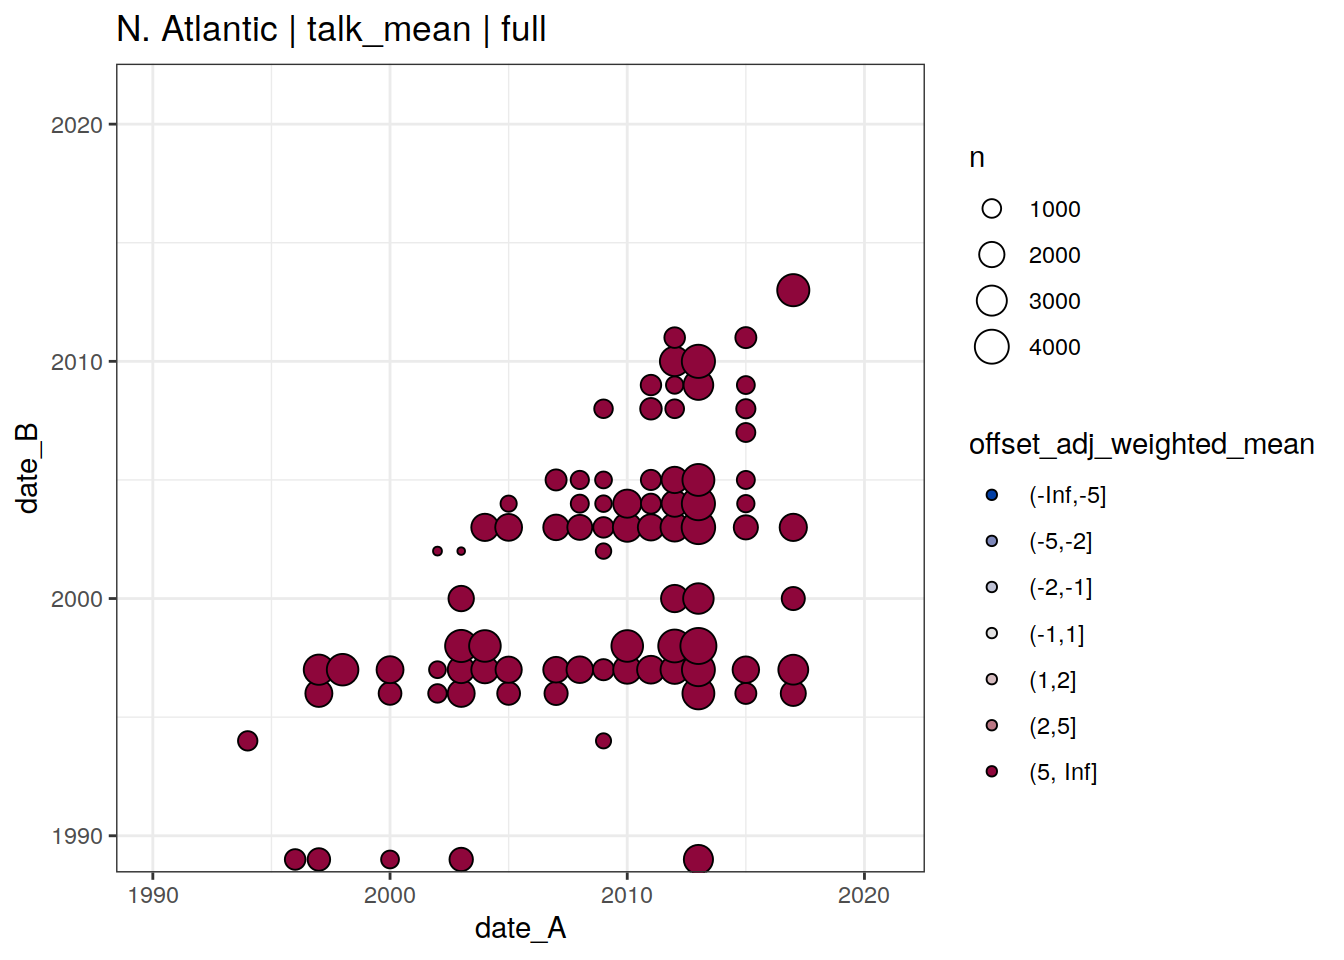 N. Atlantic | talk_mean | full
2020
2010
2000
1990
date_B
1990 2000 2010 2020
date_A
n
1000
2000
3000
4000
offset_adj_weighted_mean
(-Inf,-5]
(-5,-2]
(-2,-1]
(-1,1]
(1,2]
(2,5]
(5, Inf]